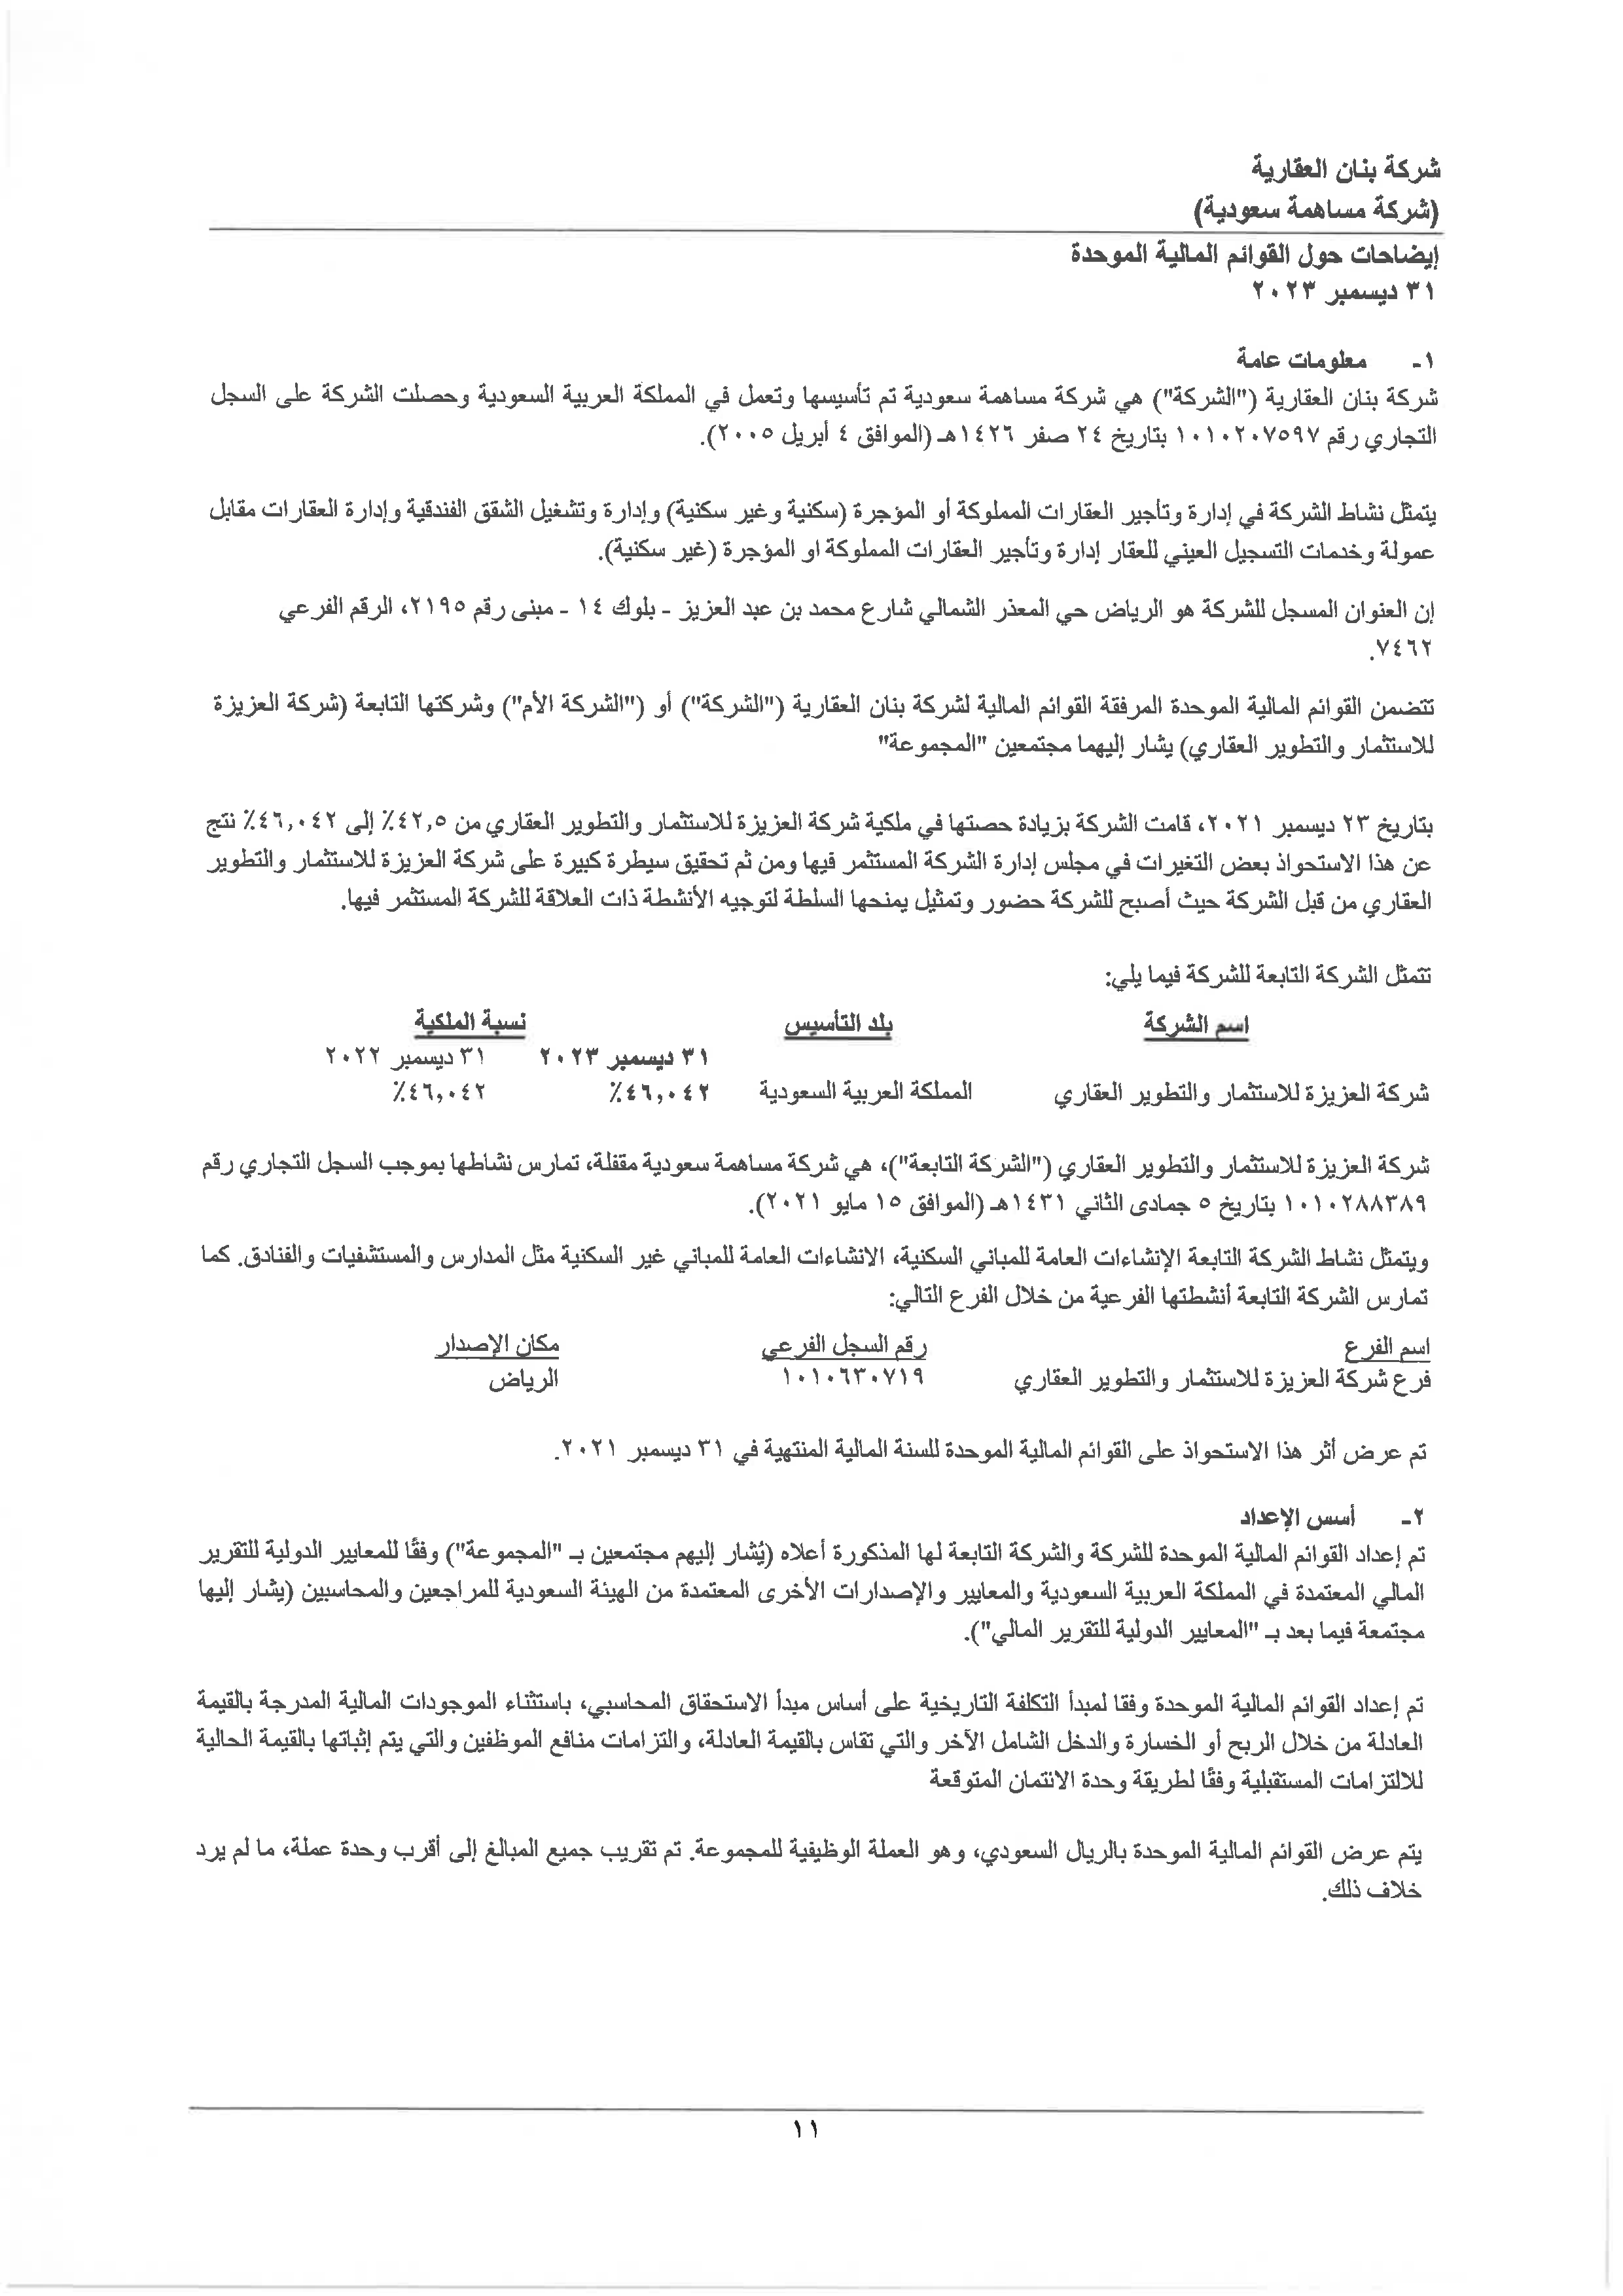 شركة بنان العقارية
(شركة مساهمة سعودية)
إيضاحات حول القوائم المالية الموحدة
٣١ ديسمبر ٢٠٢٣
١- معلومات عامة
شركة بنان العقارية ("الشركة") هي شركة مساهمة سعودية تم تأسيسها وتعمل في المملكة العربية السعودية وحصلت الشركة على السجل
التجاري رقم ١٠١٠٢٠٧٥٩٧ بتاريخ ٢٤ صفر ١٤٢٦هـ (الموافق ٤ أبريل ٢٠٠٥).
يتمثل نشاط الشركة في إدارة وتأجير العقارات المملوكة أو المؤجرة (سكنية وغير سكنية) وإدارة وتشغيل الشقق الفندقية وإدارة العقارات مقابل
عمولة وخدمات التسجيل العيني للعقار إدارة وتأجير العقارات المملوكة او المؤجرة (غير سكنية).
إن العنوان المسجل للشركة هو الرياض حي المعذر الشمالي شارع محمد بن عبد العزيز - بلوك ١٤ - مبنى رقم ٢١٩٥، الرقم الفرعي
٧٤٦٢.
تتضمن القوائم المالية الموحدة المرفقة القوائم المالية لشركة بنان العقارية ("الشركة") أو ("الشركة الأم") وشركتها التابعة (شركة العزيزة
للاستثمار والتطوير العقاري) يشار إليهما مجتمعين "المجموعة"
بتاريخ ٢٣ ديسمبر ٢٠٢١، قامت الشركة بزيادة حصتها في ملكية شركة العزيزة للاستثمار والتطوير العقاري من ٤٢,٥٪ إلى ٤٦,٠٤٢٪ نتج
عن هذا الاستحواذ بعض التغيرات في مجلس إدارة الشركة المستثمر فيها ومن ثم تحقيق سيطرة كبيرة على شركة العزيزة للاستثمار والتطوير
العقاري من قبل الشركة حيث أصبح للشركة حضور وتمثيل يمنحها السلطة لتوجيه الأنشطة ذات العلاقة للشركة المستثمر فيها.
تتمثل الشركة التابعة للشركة فيما يلي:
اسم الشركة بلد التأسيس نسبة الملكية
٣١ ديسمبر ٢٠٢٣ ٣١ ديسمبر ٢٠٢٢
شركة العزيزة للاستثمار والتطوير العقاري المملكة العربية السعودية ٤٦,٠٤٢٪ ٤٦,٠٤٢٪
شركة العزيزة للاستثمار والتطوير العقاري ("الشركة التابعة")، هي شركة مساهمة سعودية مقفلة، تمارس نشاطها بموجب السجل التجاري رقم
١٠١٠٢٨٨٣٨٩ بتاريخ ٥ جمادى الثاني ١٤٣١هـ (الموافق ١٥ مايو ٢٠٢١).
ويتمثل نشاط الشركة التابعة الإنشاءات العامة للمباني السكنية، الانشاءات العامة للمباني غير السكنية مثل المدارس والمستشفيات والفنادق. كما
تمارس الشركة التابعة أنشطتها الفرعية من خلال الفرع التالي:
اسم الفرع رقم السجل الفرعي مكان الإصدار
فرع شركة العزيزة للاستثمار والتطوير العقاري ١٠١٠٦٣٠٧١٩ الرياض
تم عرض أثر هذا الاستحواذ على القوائم المالية الموحدة للسنة المالية المنتهية في ٣١ ديسمبر ٢٠٢١.
٢- أسس الإعداد
تم إعداد القوائم المالية الموحدة للشركة والشركة التابعة لها المذكورة أعلاه (يُشار إليهم مجتمعين بـ "المجموعة") وفقًا للمعايير الدولية للتقرير
المالي المعتمدة في المملكة العربية السعودية والمعايير والإصدارات الأخرى المعتمدة من الهيئة السعودية للمراجعين والمحاسبين (يشار إليها
مجتمعة فيما بعد بـ "المعايير الدولية للتقرير المالي").
تم إعداد القوائم المالية الموحدة وفقا لمبدأ التكلفة التاريخية على أساس مبدأ الاستحقاق المحاسبي، باستثناء الموجودات المالية المدرجة بالقيمة
العادلة من خلال الربح أو الخسارة والدخل الشامل الآخر والتي تقاس بالقيمة العادلة، والتزامات منافع الموظفين والتي يتم إثباتها بالقيمة الحالية
للالتزامات المستقبلية وفقًا لطريقة وحدة الائتمان المتوقعة
يتم عرض القوائم المالية الموحدة بالريال السعودي، وهو العملة الوظيفية للمجموعة. تم تقريب جميع المبالغ إلى أقرب وحدة عملة، ما لم يرد
خلاف ذلك.
١١